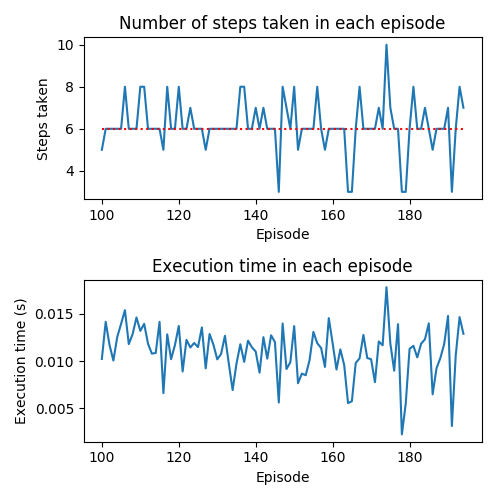 Number of steps taken in each episode
10
8
6
4
Steps taken
100 120 140 160 180
Episode
Execution time in each episode
0.015
0.010
0.005
Execution time (s)
100 120 140 160 180
Episode